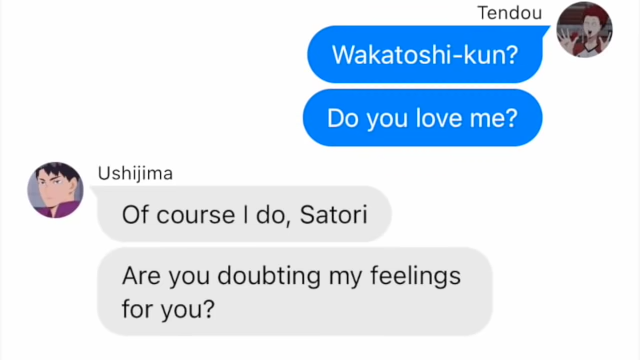 Tendou
Wakatoshi-kun?
Do you love me?
Ushijima
Of course I do, Satori
Are you doubting my feelings
for you?